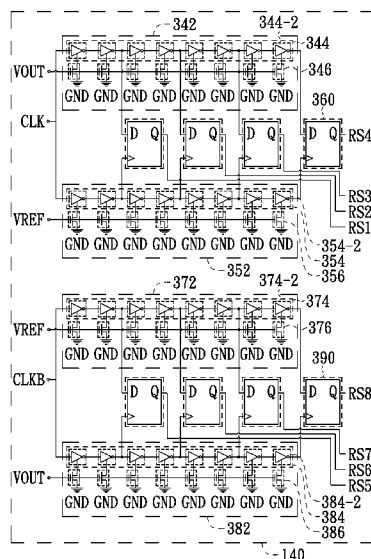 342
344-2
344
VOUT
346
GND GND GND GND GND GND GND GND
CLK
360
D Q D Q D Q D Q
RS4
RS3
RS2
RS1
VREF
354-2
354
356
GND GND GND GND GND GND GND GND
352
372
374-2
374
VREF
376
GND GND GND GND GND GND GND GND
CLKB
390
D Q D Q D Q D Q
RS8
RS7
RS6
RS5
VOUT
384-2
384
386
GND GND GND GND GND GND GND GND
382
140